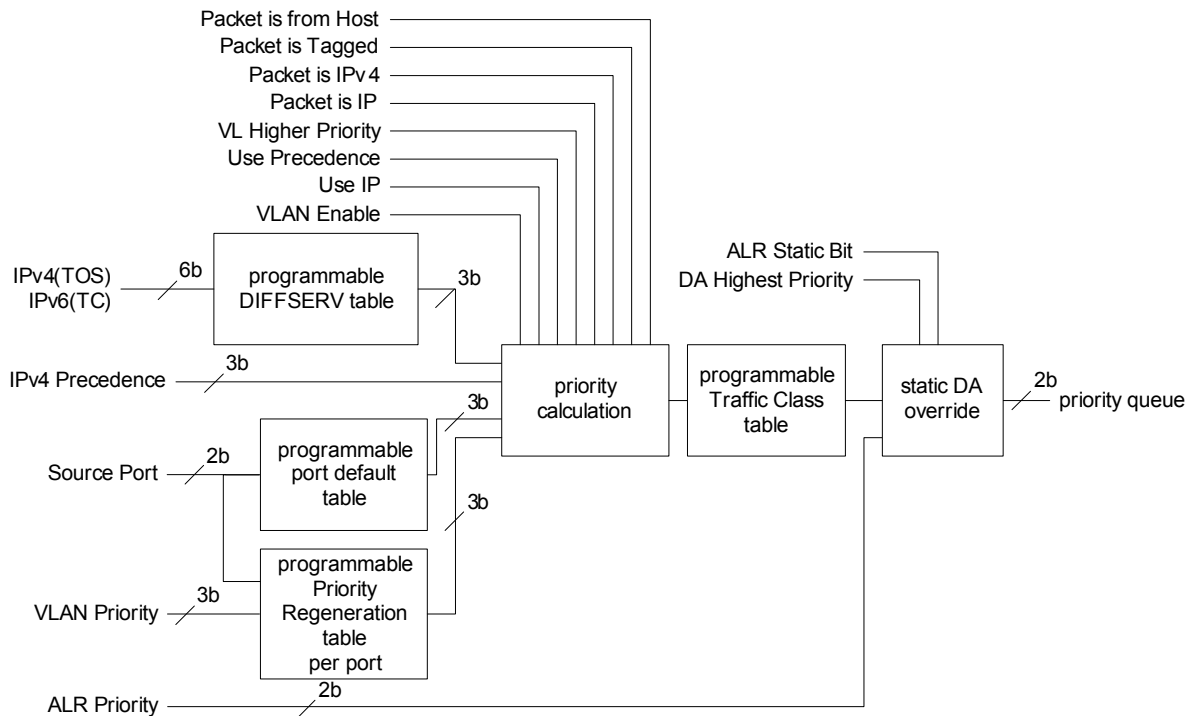 Packet is from Host
Packet is Tagged
Packet is IPv4
Packet is IP
VL Higher Priority
Use Precedence
Use IP
VLAN Enable
ALR Static Bit
DA Highest Priority
IPv4(TOS)
IPv6(TC)
6b
programmable
DIFFSERV table
3b
IPv4 Precedence
3b
priority
calculation
programmable
Traffic Class
table
static DA
override
2b
priority queue
Source Port
2b
programmable
port default
table
3b
3b
VLAN Priority
3b
programmable
Priority
Regeneration
table
per port
ALR Priority
2b